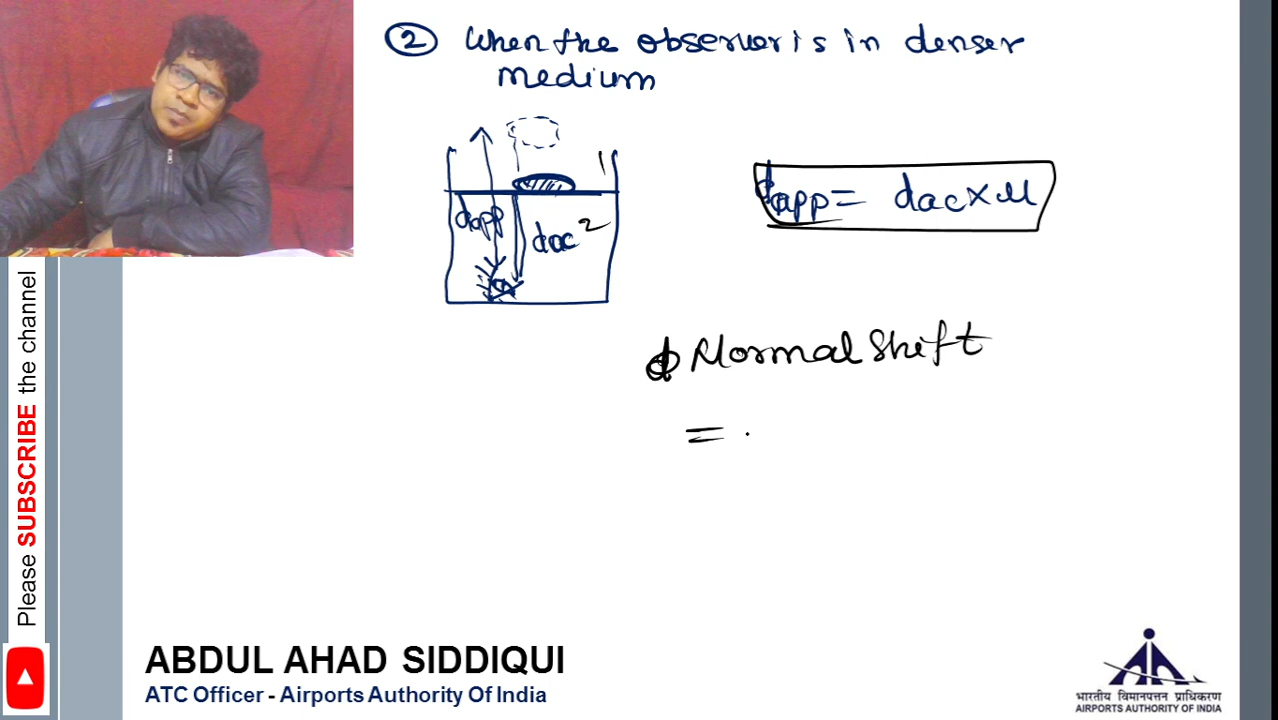 ② When the observer is in denser
medium
dapp
dac
dapp = dac × μ
Normal Shift
= .
Please SUBSCRIBE the channel
ABDUL AHAD SIDDIQUI
ATC Officer - Airports Authority Of India
भारतीय विमानपत्तन प्राधिकरण
AIRPORTS AUTHORITY OF INDIA